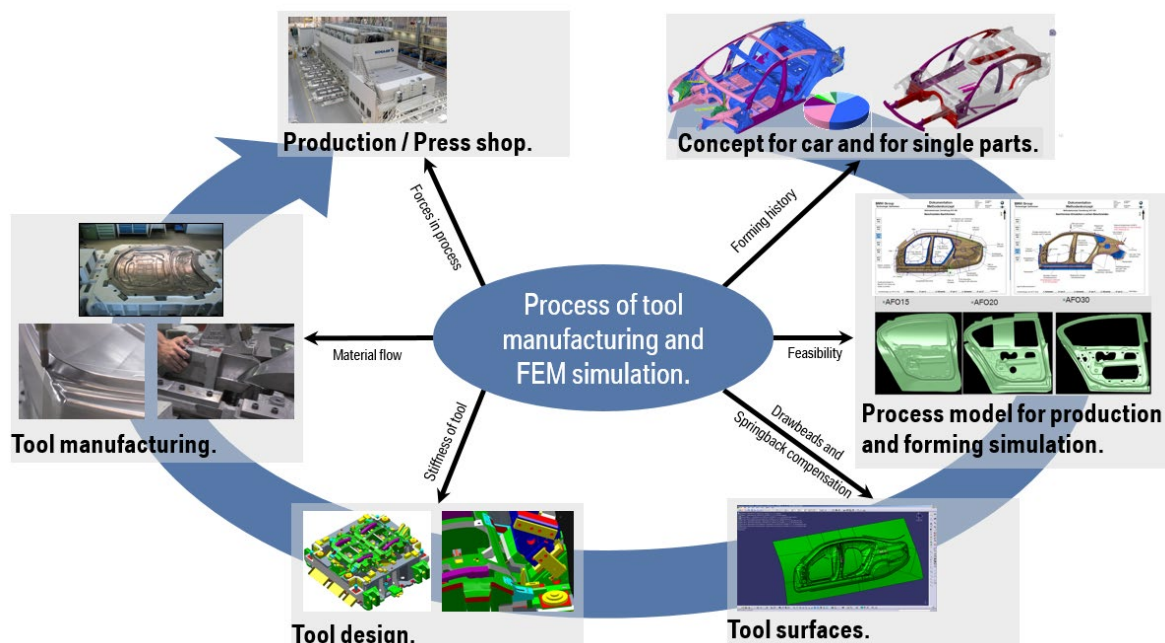 Production / Press shop.
Concept for car and for single parts.
Forces in process
Forming history
Process of tool
manufacturing and
FEM simulation.
Material flow
Feasibility
-AFO15
-AFO20
-AFO30
Process model for production
and forming simulation.
Tool manufacturing.
Stiffness of tool
Drawbeads and
Springback compensation
Tool design.
Tool surfaces.